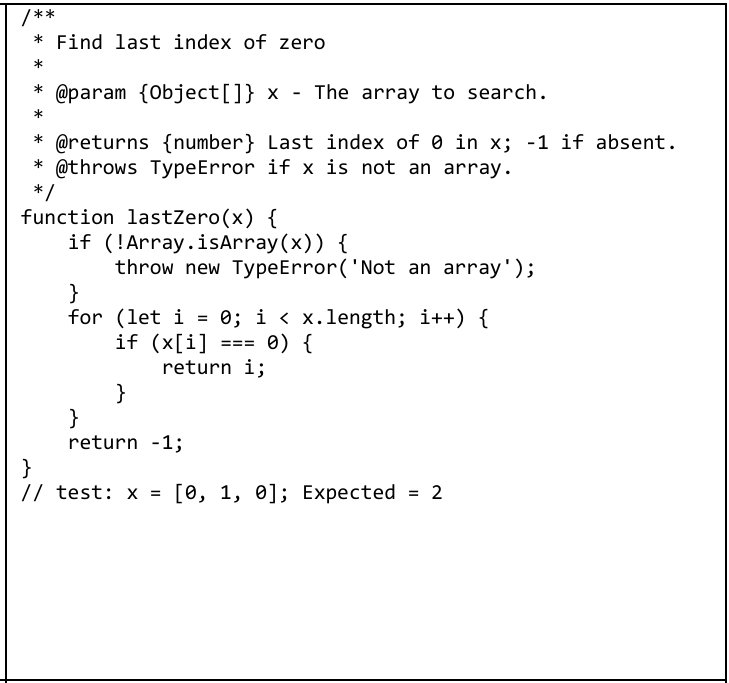 /**
 * Find last index of zero
 *
 * @param {Object[]} x - The array to search.
 *
 * @returns {number} Last index of 0 in x; -1 if absent.
 * @throws TypeError if x is not an array.
 */
function lastZero(x) {
    if (!Array.isArray(x)) {
        throw new TypeError('Not an array');
    }
    for (let i = 0; i < x.length; i++) {
        if (x[i] === 0) {
            return i;
        }
    }
    return -1;
}
// test: x = [0, 1, 0]; Expected = 2